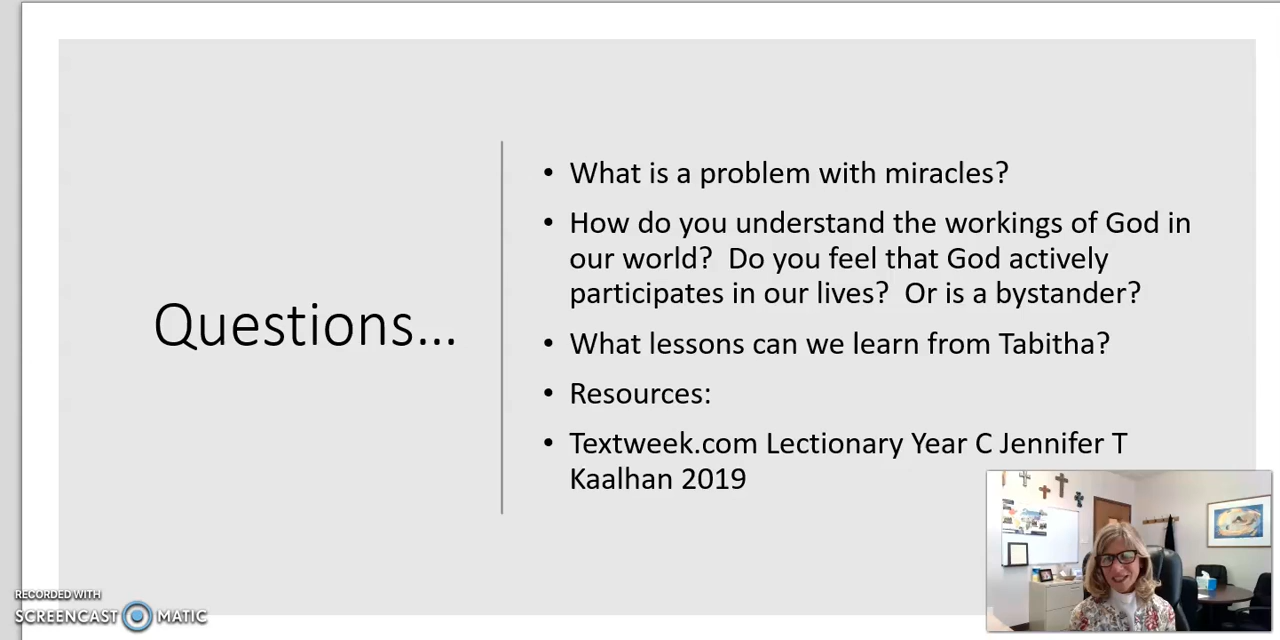 Questions...
• What is a problem with miracles?
• How do you understand the workings of God in
our world?  Do you feel that God actively
participates in our lives?  Or is a bystander?
• What lessons can we learn from Tabitha?
• Resources:
• Textweek.com Lectionary Year C Jennifer T
Kaalhan 2019
RECORDED WITH
SCREENCAST MATIC